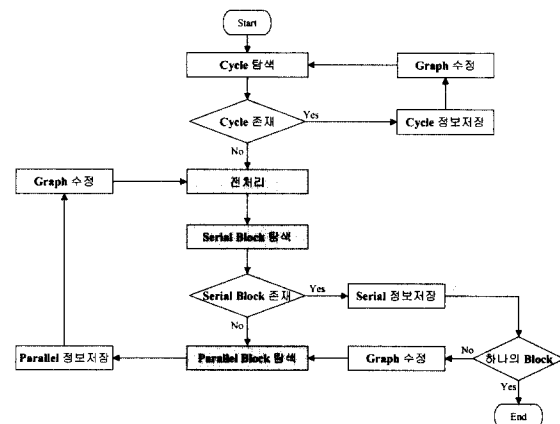 Start
Cycle 탐색
Graph 수정
Cycle 존재
Yes
Cycle 정보저장
No
Graph 수정
전처리
Serial Block 탐색
Serial Block 존재
Yes
Serial 정보저장
No
Parallel 정보저장
Parallel Block 탐색
Graph 수정
No
하나의 Block
Yes
End